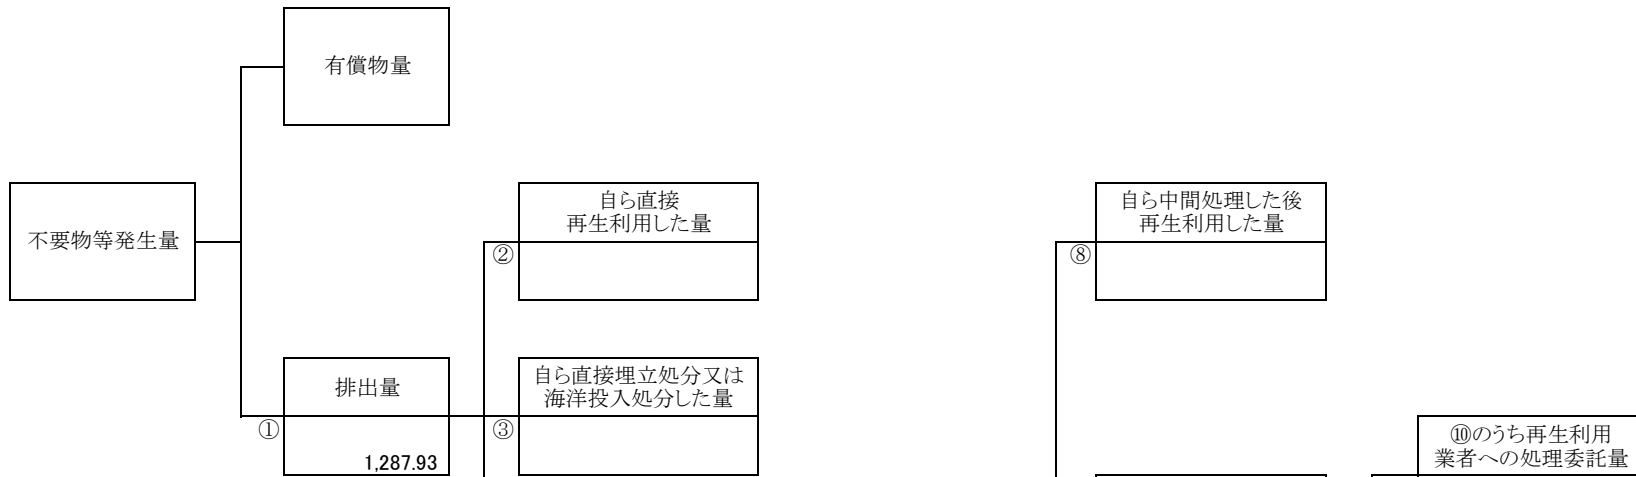 有償物量
不要物等発生量
自ら直接
再生利用した量
②
自ら中間処理した後
再生利用した量
⑧
排出量
①
1,287.93
自ら直接埋立処分又は
海洋投入処分した量
③
⑩のうち再生利用
業者への処理委託量